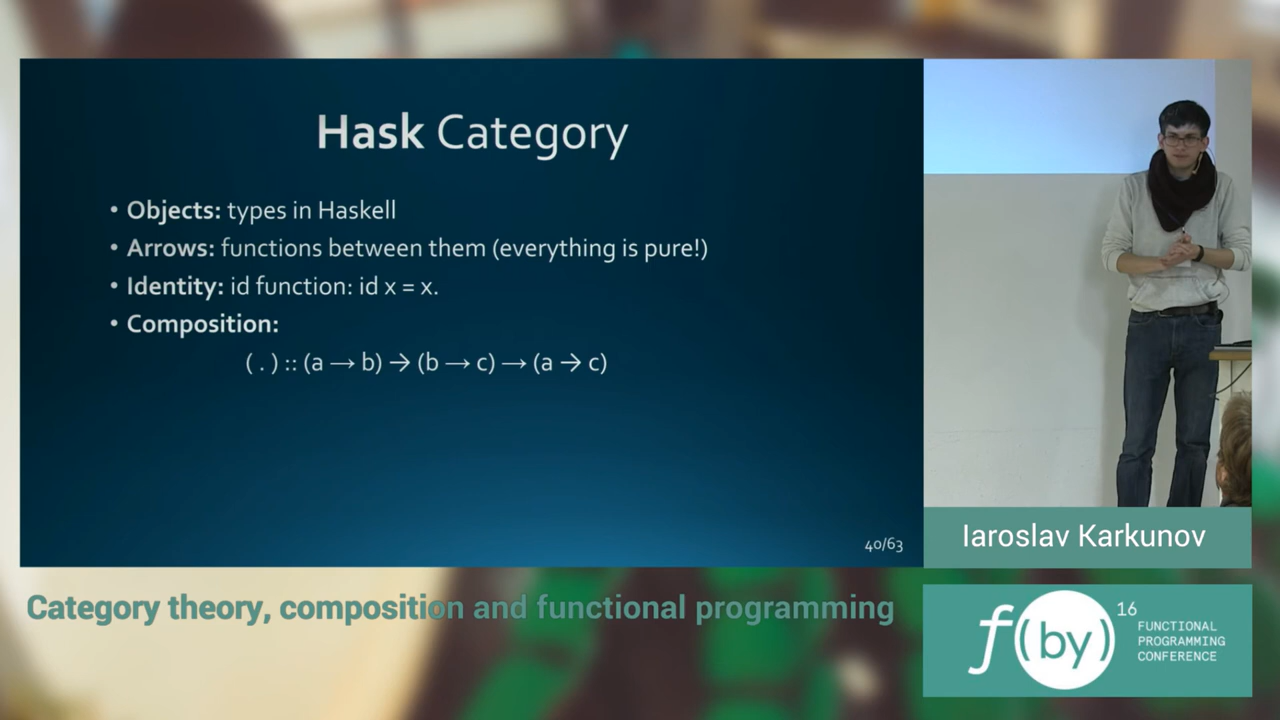 Hask Category
• Objects: types in Haskell
• Arrows: functions between them (everything is pure!)
• Identity: id function: id x = x.
• Composition:
( . ) :: (a → b) → (b → c) → (a → c)
40/63
Iaroslav Karkunov
Category theory, composition and functional programming
f(by) 16
FUNCTIONAL
PROGRAMMING
CONFERENCE